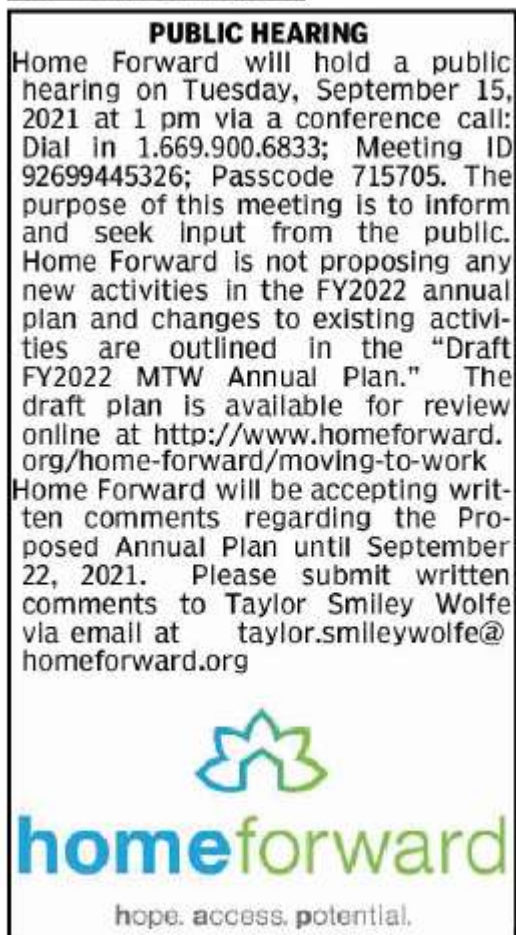 PUBLIC HEARING
Home Forward will hold a public
hearing on Tuesday, September 15,
2021 at 1 pm via a conference call:
Dial in 1.669.900.6833; Meeting ID
92699445326; Passcode 715705. The
purpose of this meeting is to inform
and seek input from the public.
Home Forward is not proposing any
new activities in the FY2022 annual
plan and changes to existing activi-
ties are outlined in the “Draft
FY2022 MTW Annual Plan.” The
draft plan is available for review
online at http://www.homeforward.
org/home-forward/moving-to-work
Home Forward will be accepting writ-
ten comments regarding the Pro-
posed Annual Plan until September
22, 2021. Please submit written
comments to Taylor Smiley Wolfe
via email at taylor.smileywolfe@
homeforward.org
homeforward
hope. access. potential.